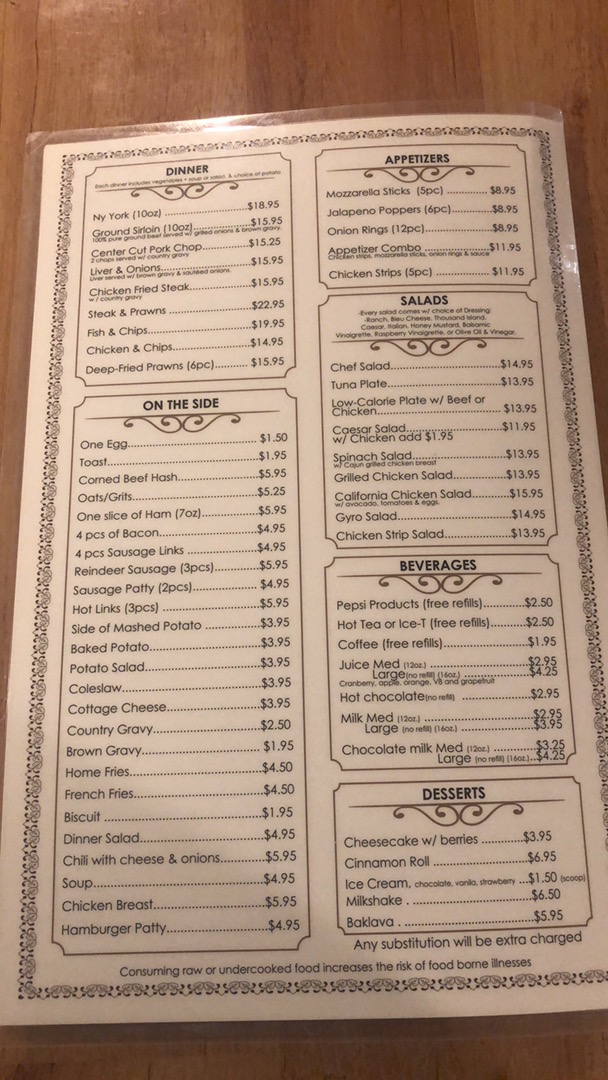 DINNER
Each dinner includes vegetables + soup or salad, & choice of potato
Ny York (10oz) $18.95
Ground Sirloin (10oz) $15.95
100% pure ground beef served w/ grilled onions & brown gravy.
Center Cut Pork Chop $15.25
2 chops served w/ country gravy
Liver & Onions $15.95
Liver served w/ brown gravy & sautéed onions.
Chicken Fried Steak $15.95
w / country gravy
Steak & Prawns $22.95
Fish & Chips $19.95
Chicken & Chips $14.95
Deep-Fried Prawns (6pc) $15.95
ON THE SIDE
One Egg $1.50
Toast $1.95
Corned Beef Hash $5.95
Oats/Grits $5.25
One slice of Ham (7oz) $5.95
4 pcs of Bacon $4.95
4 pcs Sausage Links $4.95
Reindeer Sausage (3pcs) $5.95
Sausage Patty (2pcs) $4.95
Hot Links (3pcs) $5.95
Side of Mashed Potato $3.95
Baked Potato $3.95
Potato Salad $3.95
Coleslaw $3.95
Cottage Cheese $3.95
Country Gravy $2.50
Brown Gravy $1.95
Home Fries $4.50
French Fries $4.50
Biscuit $1.95
Dinner Salad $4.95
Chili with cheese & onions $5.95
Soup $4.95
Chicken Breast $5.95
Hamburger Patty $4.95
APPETIZERS
Mozzarella Sticks (5pc) $8.95
Jalapeno Poppers (6pc) $8.95
Onion Rings (12pc) $8.95
Appetizer Combo $11.95
Chicken strips, mozzarella sticks, onion rings & sauce
Chicken Strips (5pc) $11.95
SALADS
-Every salad comes w/ choice of Dressing:
-Ranch, Bleu Cheese, Thousand Island,
Caesar, Italian, Honey Mustard, Balsamic
Vinaigrette, Raspberry Vinaigrette, or Olive Oil & Vinegar.
Chef Salad $14.95
Tuna Plate $13.95
Low-Calorie Plate w/ Beef or
Chicken $13.95
Caesar Salad $11.95
w/ Chicken add $1.95
Spinach Salad $13.95
w/ Cajun grilled chicken breast
Grilled Chicken Salad $13.95
California Chicken Salad $15.95
w/ avocado, tomatoes & eggs.
Gyro Salad $14.95
Chicken Strip Salad $13.95
BEVERAGES
Pepsi Products (free refills) $2.50
Hot Tea or Ice-T (free refills) $2.50
Coffee (free refills) $1.95
Juice Med (12oz.) $2.95
Large (no refill) (16oz.) $4.25
Cranberry, apple, orange, V8 and grapefruit
Hot chocolate (no refill) $2.95
Milk Med (12oz.) $2.95
Large (no refill) (16oz.) $3.95
Chocolate milk Med (12oz.) $3.25
Large (no refill) (16oz.) $4.25
DESSERTS
Cheesecake w/ berries $3.95
Cinnamon Roll $6.95
Ice Cream, chocolate, vanila, strawberry $1.50 (scoop)
Milkshake . $6.50
Baklava . $5.95
Any substitution will be extra charged
Consuming raw or undercooked food increases the risk of food borne illnesses